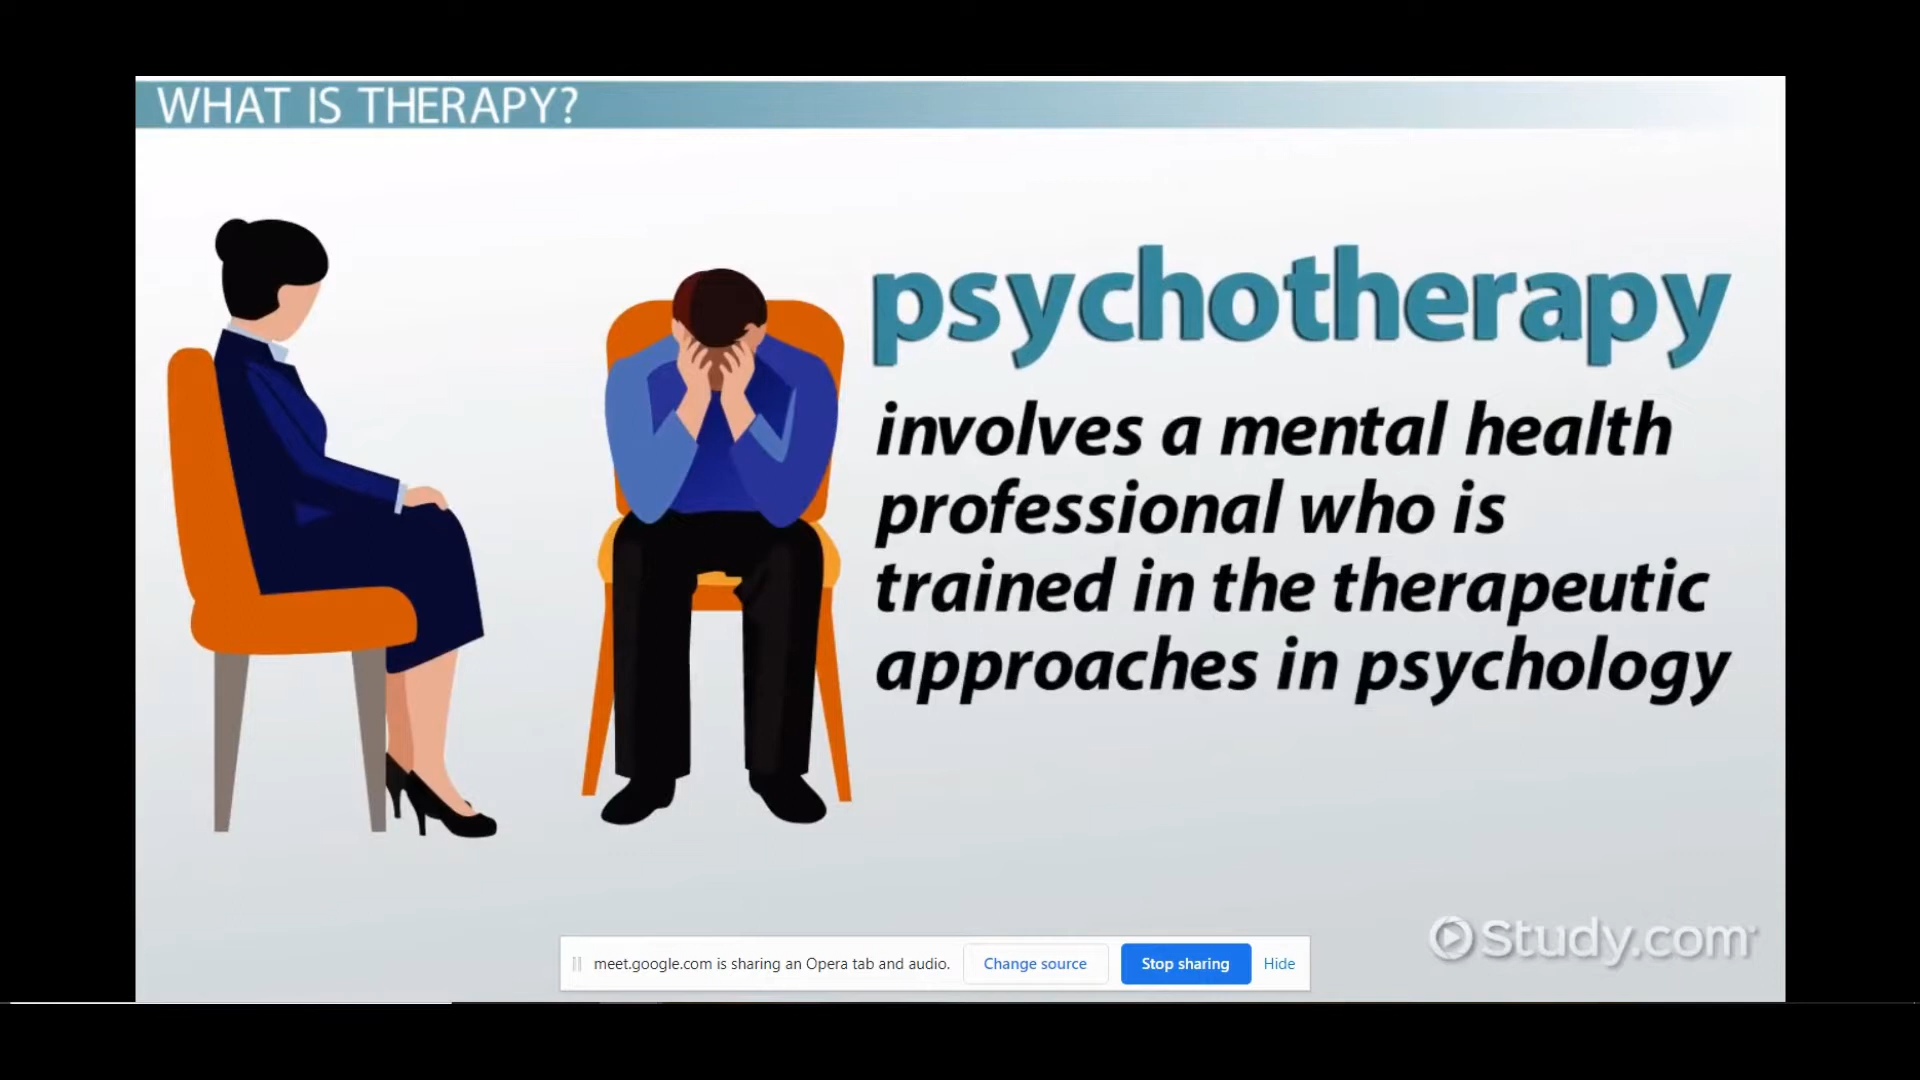 WHAT IS THERAPY?
psychotherapy
involves a mental health
professional who is
trained in the therapeutic
approaches in psychology
Study.com
meet.google.com is sharing an Opera tab and audio. Change source Stop sharing Hide